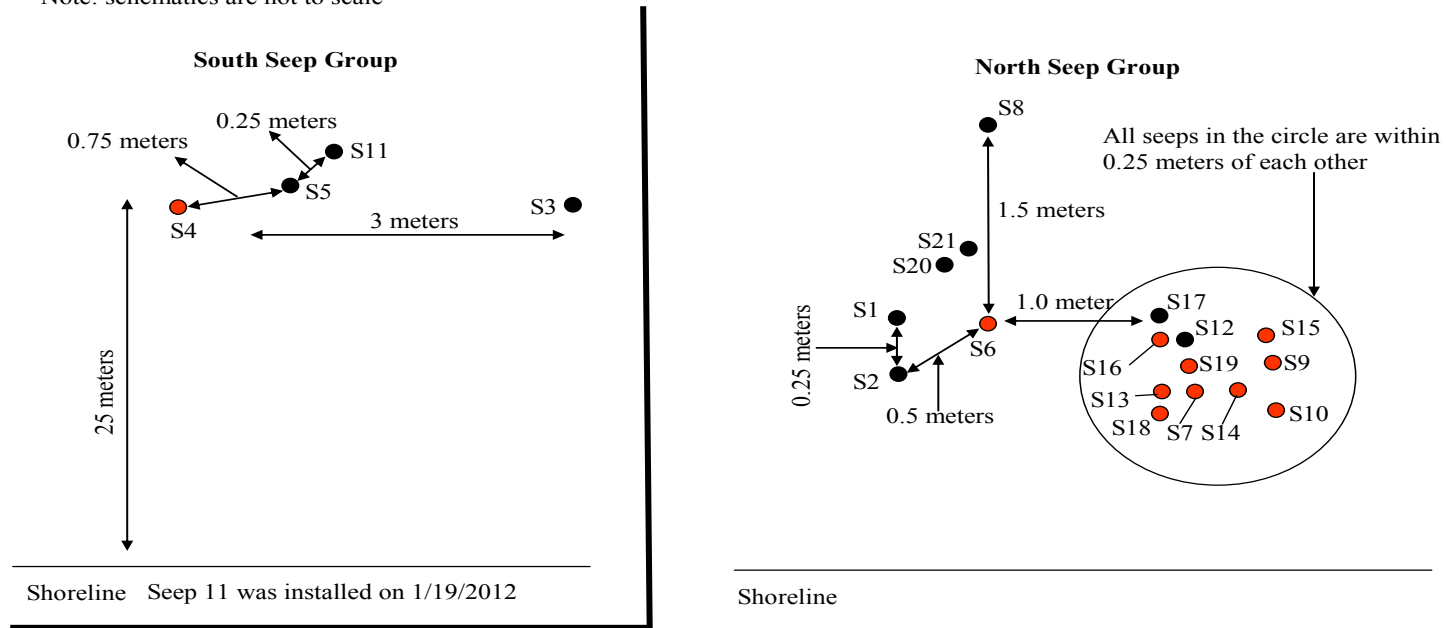 Note: schematics are not to scale
South Seep Group
0.25 meters
0.75 meters
S11
S5
S4
S3
3 meters
25 meters
Shoreline
Seep 11 was installed on 1/19/2012
North Seep Group
S8
All seeps in the circle are within
0.25 meters of each other
1.5 meters
S21
S20
1.0 meter
S1
S6
S2
0.25 meters
0.5 meters
S17
S12
S15
S16
S19
S9
S13
S18
S7
S14
S10
Shoreline